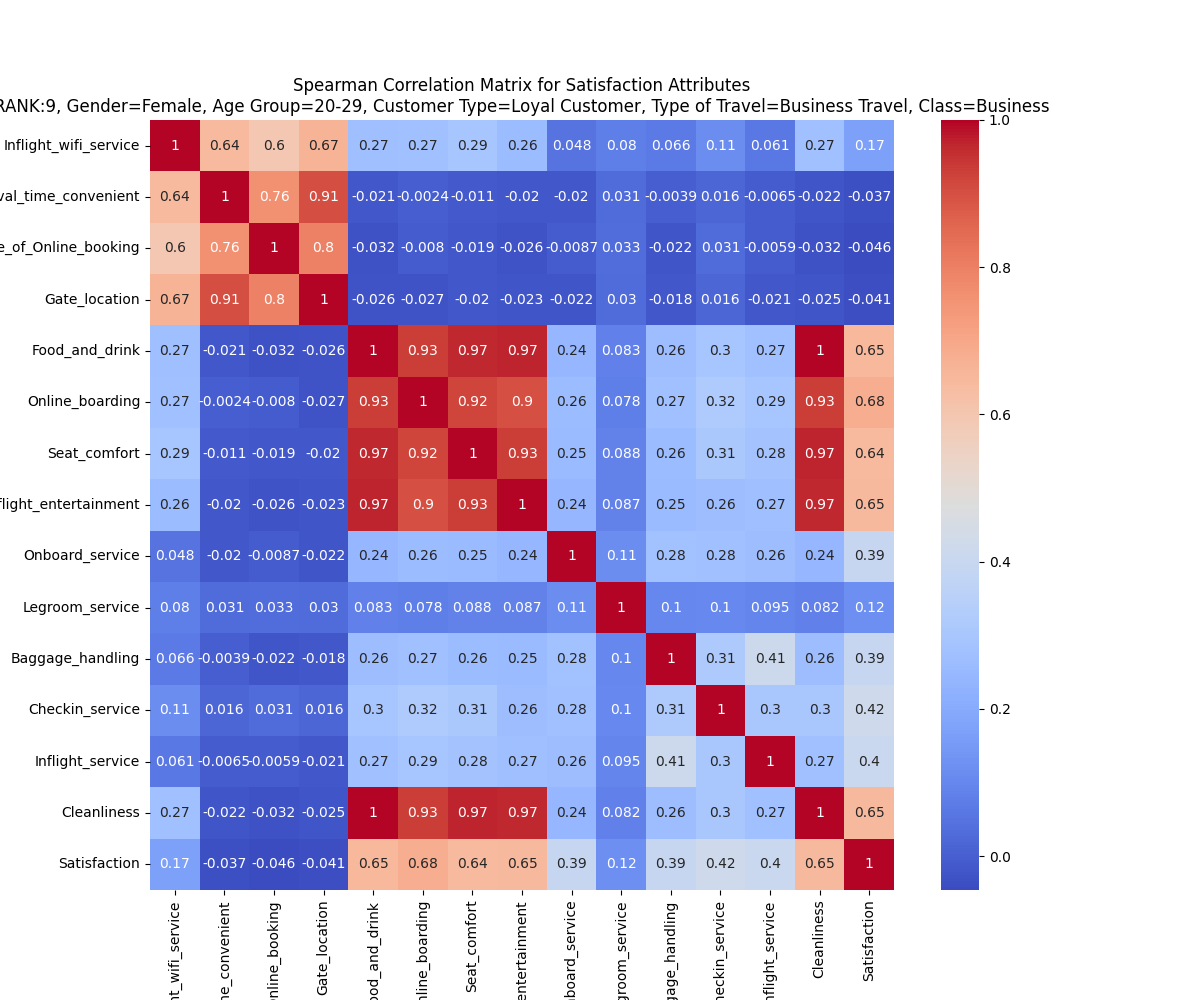 Spearman Correlation Matrix for Satisfaction Attributes
RANK:9, Gender=Female, Age Group=20-29, Customer Type=Loyal Customer, Type of Travel=Business Travel, Class=Business
Inflight_wifi_service 1 0.64 0.6 0.67 0.27 0.27 0.29 0.26 0.048 0.08 0.066 0.11 0.061 0.27 0.17
val_time_convenient 0.64 1 0.76 0.91 -0.021 -0.0024 -0.011 -0.02 -0.02 0.031 -0.0039 0.016 -0.0065 -0.022 -0.037
e_of_Online_booking 0.6 0.76 1 0.8 -0.032 -0.008 -0.019 -0.026 -0.0087 0.033 -0.022 0.031 -0.0059 -0.032 -0.046
Gate_location 0.67 0.91 0.8 1 -0.026 -0.027 -0.02 -0.023 -0.022 0.03 -0.018 0.016 -0.021 -0.025 -0.041
Food_and_drink 0.27 -0.021 -0.032 -0.026 1 0.93 0.97 0.97 0.24 0.083 0.26 0.3 0.27 1 0.65
Online_boarding 0.27 -0.0024 -0.008 -0.027 0.93 1 0.92 0.9 0.26 0.078 0.27 0.32 0.29 0.93 0.68
Seat_comfort 0.29 -0.011 -0.019 -0.02 0.97 0.92 1 0.93 0.25 0.088 0.26 0.31 0.28 0.97 0.64
flight_entertainment 0.26 -0.02 -0.026 -0.023 0.97 0.9 0.93 1 0.24 0.087 0.25 0.26 0.27 0.97 0.65
Onboard_service 0.048 -0.02 -0.0087 -0.022 0.24 0.26 0.25 0.24 1 0.11 0.28 0.28 0.26 0.24 0.39
Legroom_service 0.08 0.031 0.033 0.03 0.083 0.078 0.088 0.087 0.11 1 0.1 0.1 0.095 0.082 0.12
Baggage_handling 0.066 -0.0039 -0.022 -0.018 0.26 0.27 0.26 0.25 0.28 0.1 1 0.31 0.41 0.26 0.39
Checkin_service 0.11 0.016 0.031 0.016 0.3 0.32 0.31 0.26 0.28 0.1 0.31 1 0.3 0.3 0.42
Inflight_service 0.061 -0.0065 -0.0059 -0.021 0.27 0.29 0.28 0.27 0.26 0.095 0.41 0.3 1 0.27 0.4
Cleanliness 0.27 -0.022 -0.032 -0.025 1 0.93 0.97 0.97 0.24 0.082 0.26 0.3 0.27 1 0.65
Satisfaction 0.17 -0.037 -0.046 -0.041 0.65 0.68 0.64 0.65 0.39 0.12 0.39 0.42 0.4 0.65 1
ht_wifi_service
ne_convenient
nline_booking
Gate_location
ood_and_drink
nline_boarding
Seat_comfort
entertainment
nboard_service
groom_service
gage_handling
heckin_service
nflight_service
Cleanliness
Satisfaction
1.0
0.8
0.6
0.4
0.2
0.0